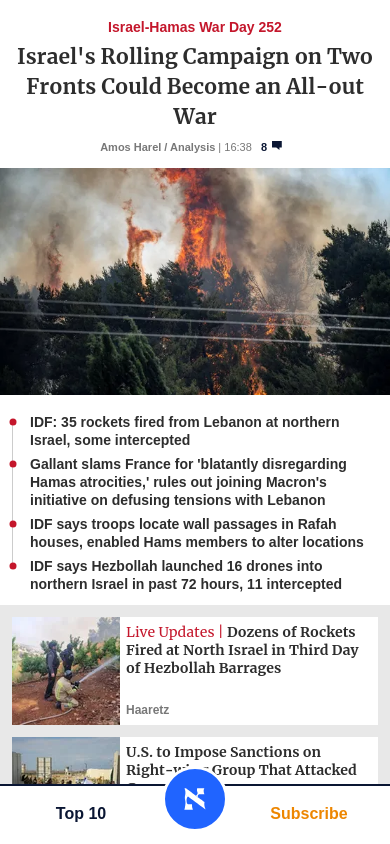 Israel-Hamas War Day 252
Israel's Rolling Campaign on Two
Fronts Could Become an All-out
War
Amos Harel / Analysis | 16:38 8
IDF: 35 rockets fired from Lebanon at northern
Israel, some intercepted
Gallant slams France for 'blatantly disregarding
Hamas atrocities,' rules out joining Macron's
initiative on defusing tensions with Lebanon
IDF says troops locate wall passages in Rafah
houses, enabled Hams members to alter locations
IDF says Hezbollah launched 16 drones into
northern Israel in past 72 hours, 11 intercepted
Live Updates | Dozens of Rockets
Fired at North Israel in Third Day
of Hezbollah Barrages
Haaretz
U.S. to Impose Sanctions on
Right-wing Group That Attacked
Top 10
Subscribe